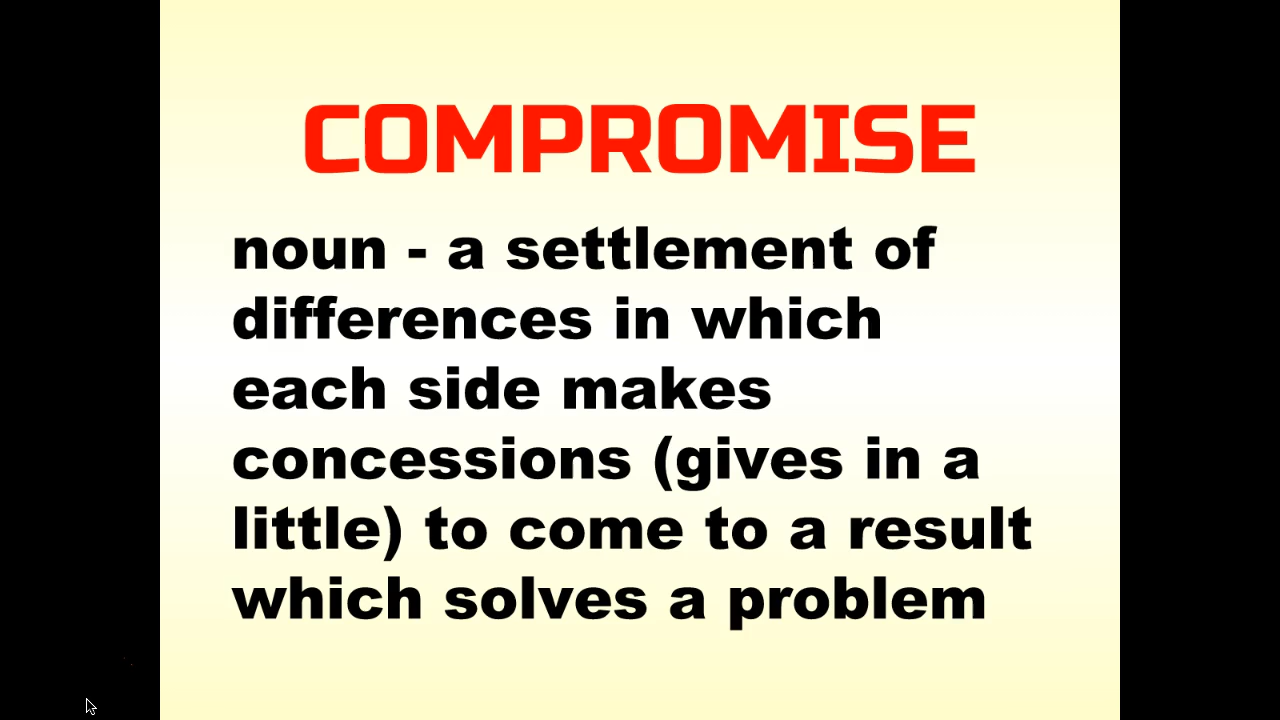 COMPROMISE
noun - a settlement of
differences in which
each side makes
concessions (gives in a
little) to come to a result
which solves a problem